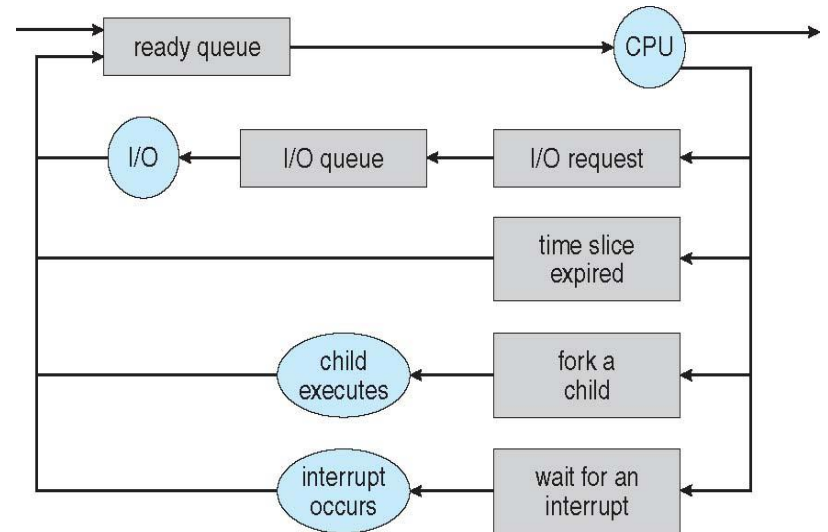 ready queue
CPU
I/O
I/O queue
I/O request
time slice
expired
child
executes
fork a
child
interrupt
occurs
wait for an
interrupt